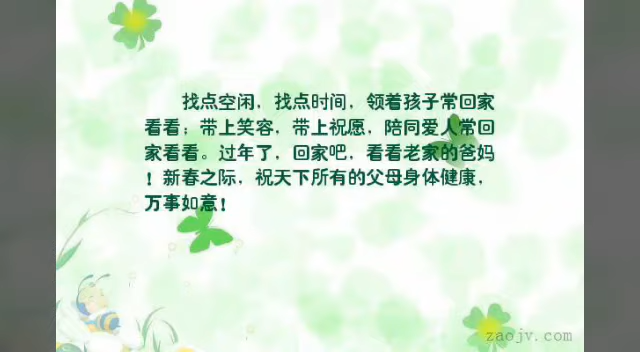 找点空闲，找点时间，领着孩子常回家
看看；带上笑容，带上祝愿，陪同爱人常回
家看看。过年了，回家吧，看看老家的爸妈
！新春之际，祝天下所有的父母身体健康，
万事如意！
zaojv.com